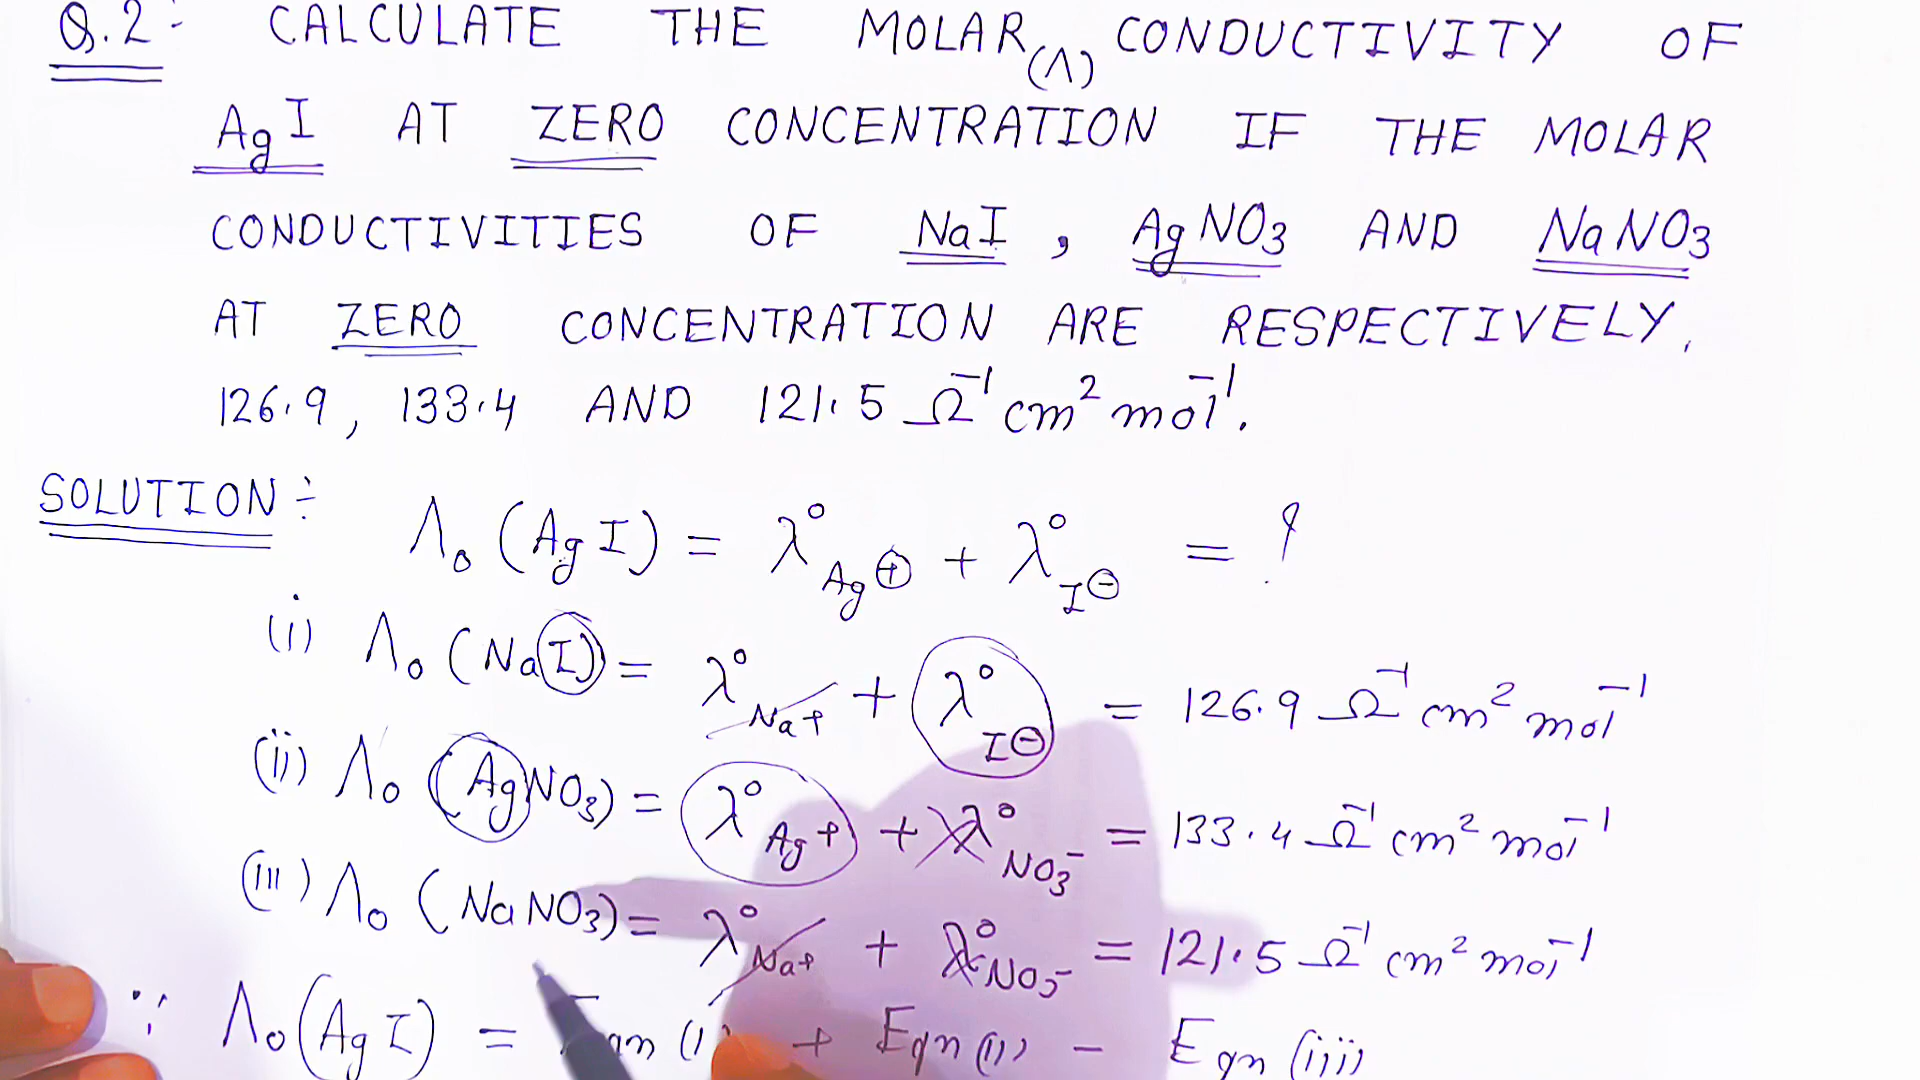 Q.2:- CALCULATE THE MOLAR(Λ) CONDUCTIVITY OF
AgI AT ZERO CONCENTRATION IF THE MOLAR
CONDUCTIVITIES OF NaI, AgNO3 AND NaNO3
AT ZERO CONCENTRATION ARE RESPECTIVELY,
126.9, 133.4 AND 121.5 Ω⁻¹ cm² mol⁻¹.
SOLUTION ÷
Λ₀ (AgI) = λ°Ag⊕ + λ°I⊖ = ?
(i) Λ₀ (NaI) = λ°Na+ + λ°I⊖ = 126.9 Ω⁻¹ cm² mol⁻¹
(ii) Λ₀ (AgNO3) = λ°Ag+ + λ°NO3⁻ = 133.4 Ω⁻¹ cm² mol⁻¹
(iii) Λ₀ (NaNO3) = λ°Na+ + λ°NO3⁻ = 121.5 Ω⁻¹ cm² mol⁻¹
∵ Λ₀(AgI) = + Eqn (ii) - Eqn (iii)